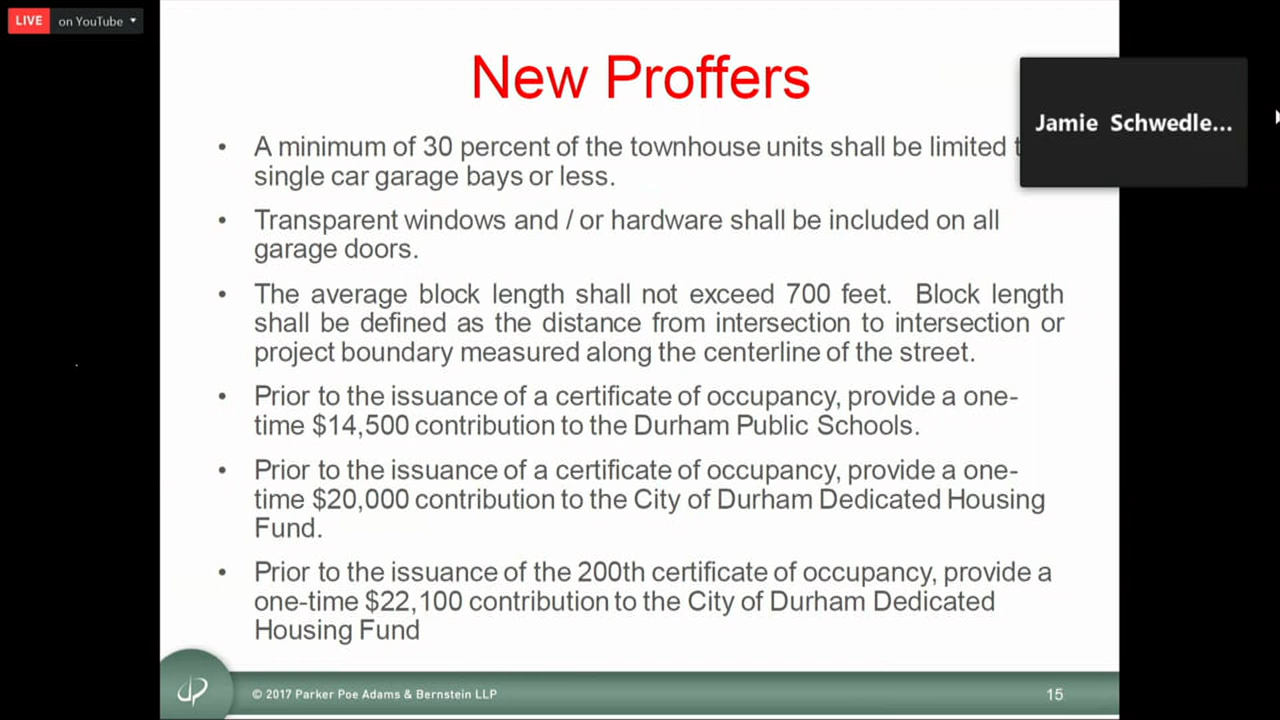 LIVE on YouTube
New Proffers
Jamie Schwedle...
• A minimum of 30 percent of the townhouse units shall be limited
single car garage bays or less.
• Transparent windows and / or hardware shall be included on all
garage doors.
• The average block length shall not exceed 700 feet. Block length
shall be defined as the distance from intersection to intersection or
project boundary measured along the centerline of the street.
• Prior to the issuance of a certificate of occupancy, provide a one-
time $14,500 contribution to the Durham Public Schools.
• Prior to the issuance of a certificate of occupancy, provide a one-
time $20,000 contribution to the City of Durham Dedicated Housing
Fund.
• Prior to the issuance of the 200th certificate of occupancy, provide a
one-time $22,100 contribution to the City of Durham Dedicated
Housing Fund
© 2017 Parker Poe Adams & Bernstein LLP
15